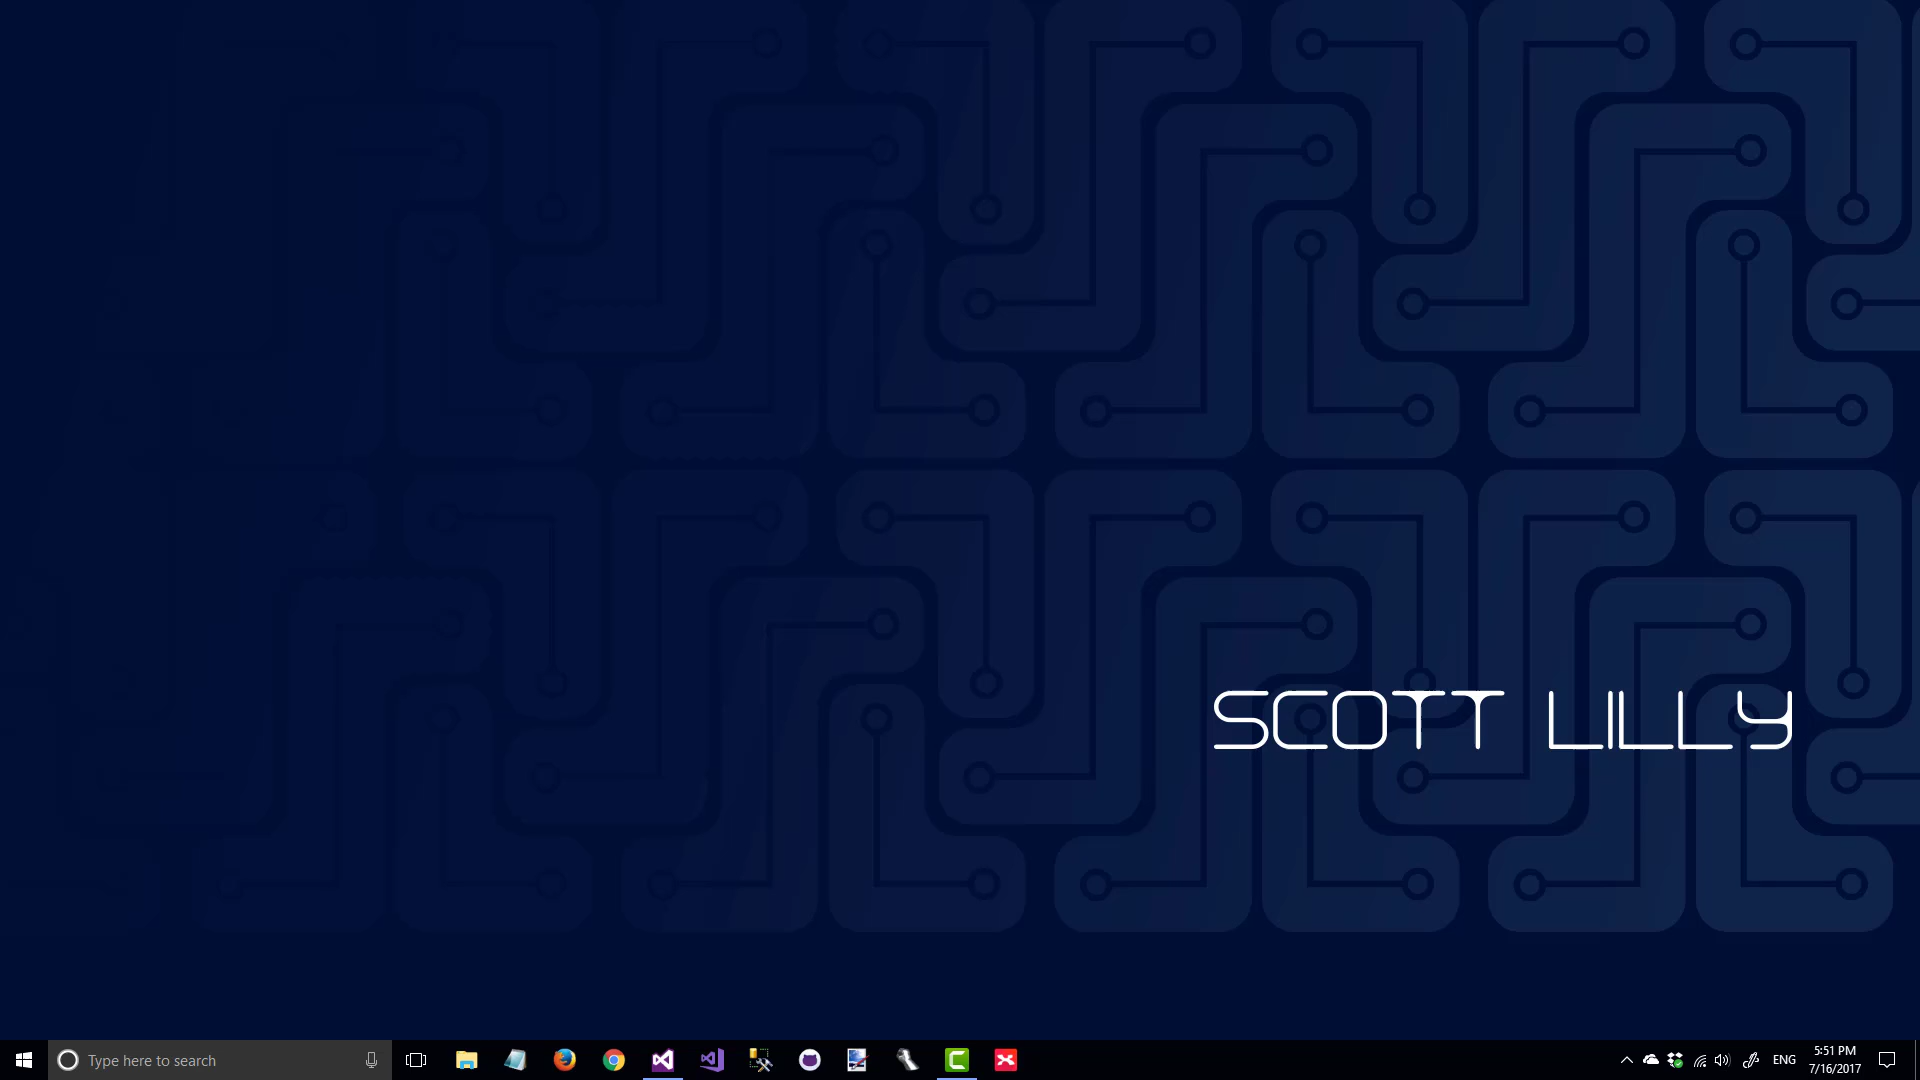 SCOTT LILLY
Type here to search
ENG
5:51 PM
7/16/2017